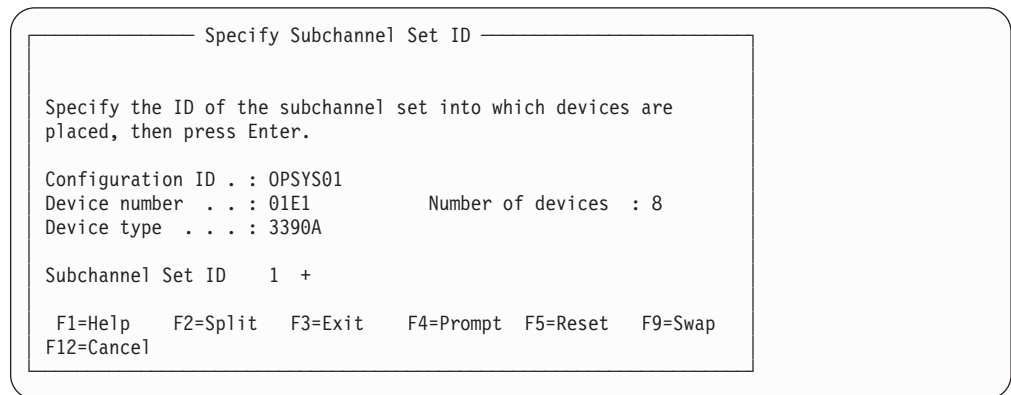 Specify Subchannel Set ID
Specify the ID of the subchannel set into which devices are
placed, then press Enter.
Configuration ID . : OPSYS01
Device number . . : 01E1 Number of devices : 8
Device type . . . : 3390A
Subchannel Set ID 1 +
F1=Help F2=Split F3=Exit F4=Prompt F5=Reset F9=Swap
F12=Cancel